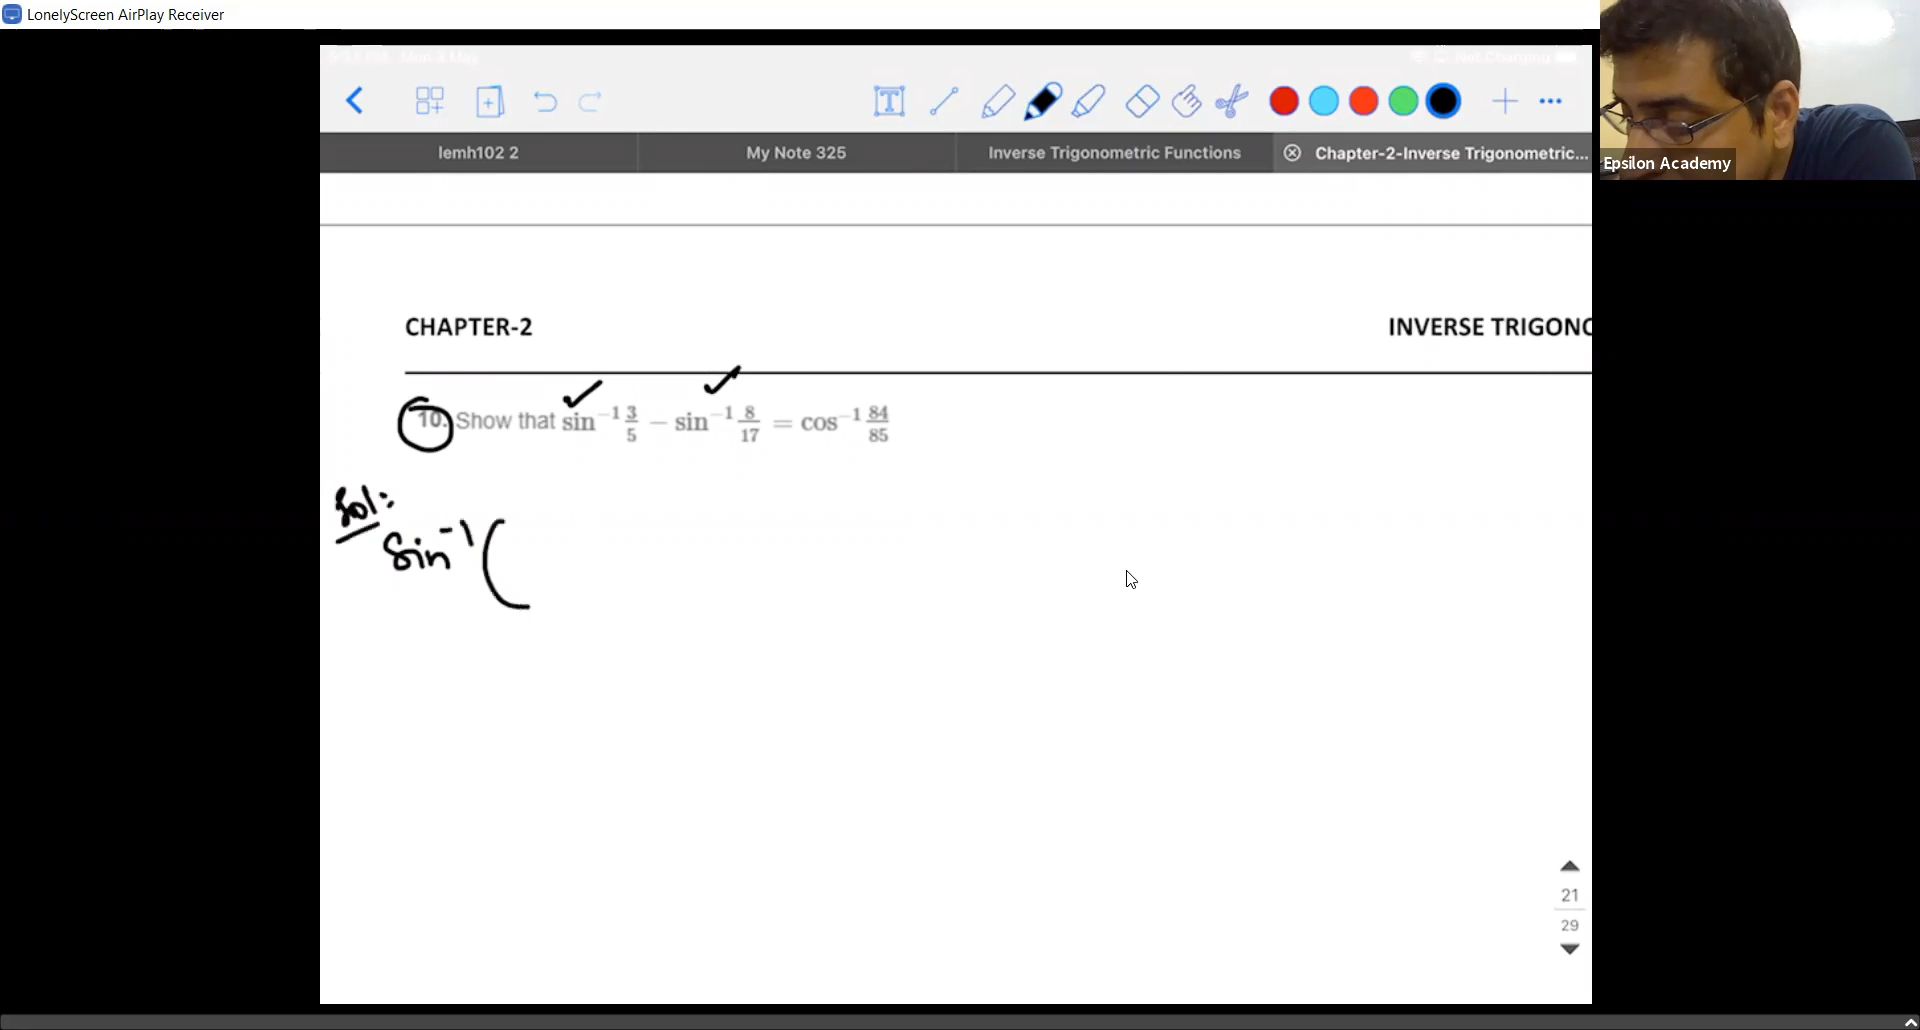 LonelyScreen AirPlay Receiver
lemh102 2
My Note 325
Inverse Trigonometric Functions
Chapter-2-Inverse Trigonometric...
Epsilon Academy
CHAPTER-2
INVERSE TRIGONO
10. Show that sin⁻¹ 3/5 − sin⁻¹ 8/17 = cos⁻¹ 84/85
Sol:
sin⁻¹(
21
29